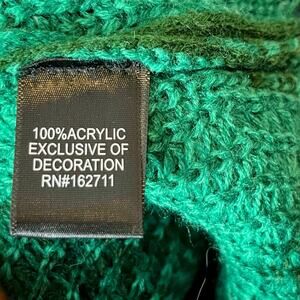 100%ACRYLIC
EXCLUSIVE OF
DECORATION
RN#162711